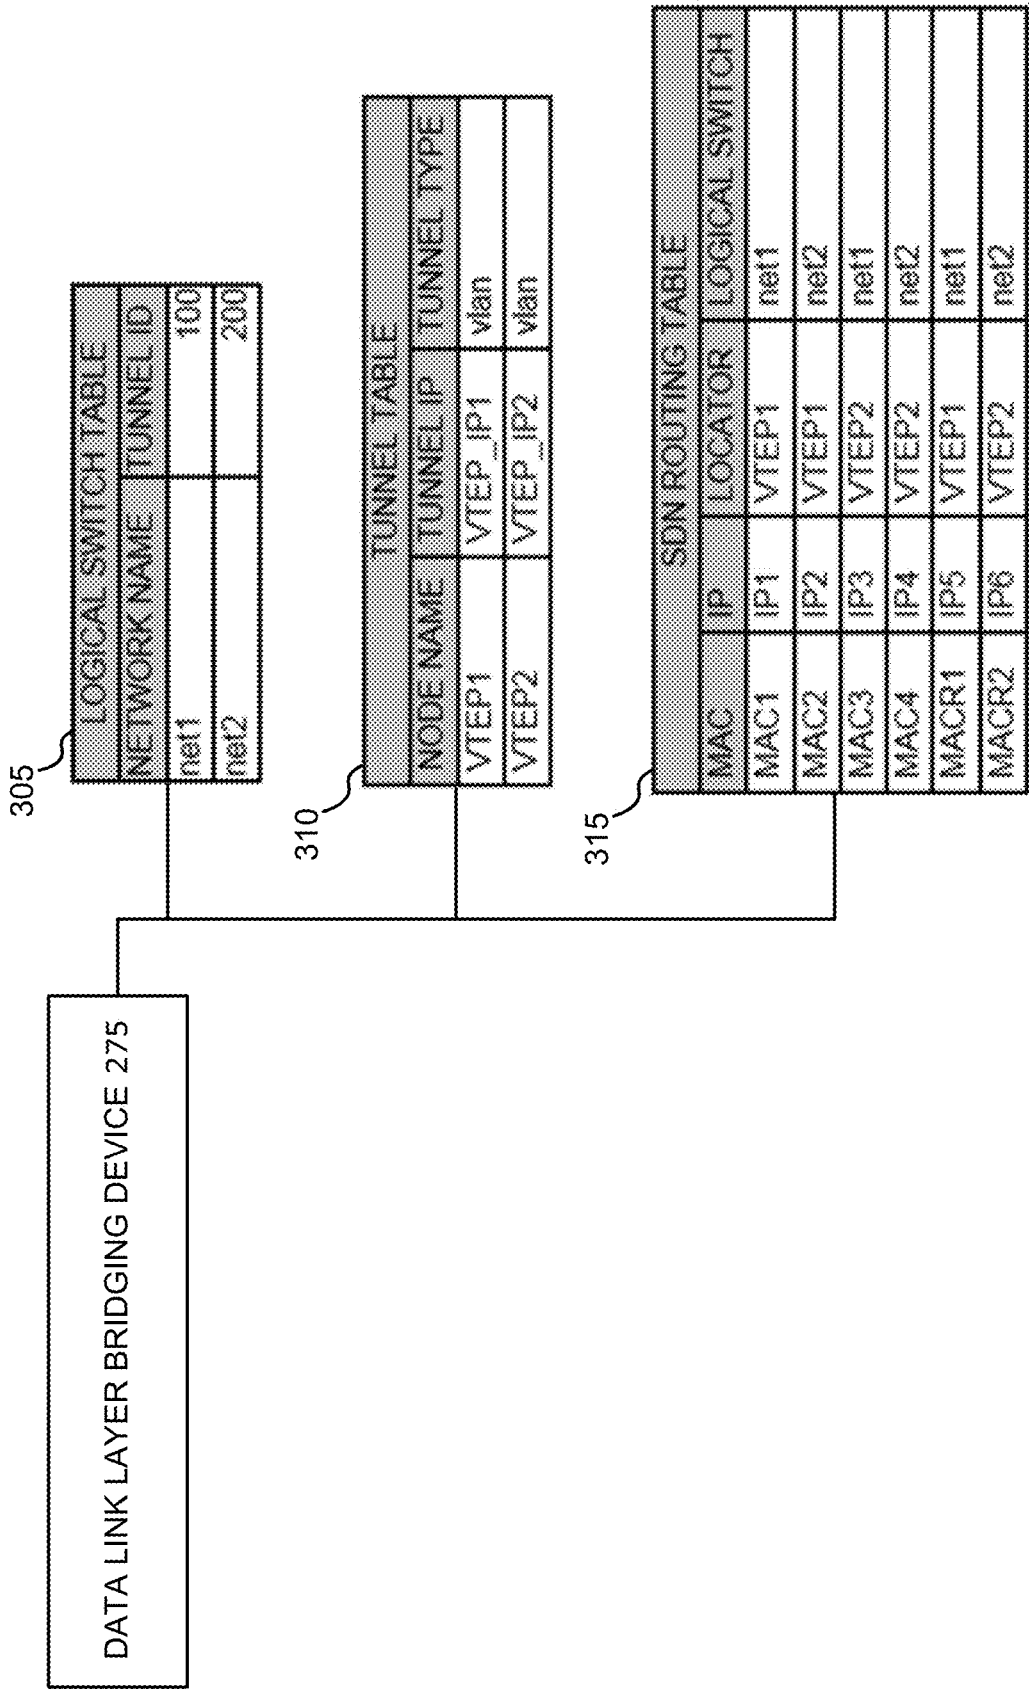 DATA LINK LAYER BRIDGING DEVICE 275
305
LOGICAL SWITCH TABLE
NETWORK NAME TUNNEL ID
net1 100
net2 200
310
TUNNEL TABLE
NODE NAME TUNNEL IP TUNNEL TYPE
VTEP1 VTEP_IP1 vlan
VTEP2 VTEP_IP2 vlan
315
SDN ROUTING TABLE
MAC IP LOCATOR LOGICAL SWITCH
MAC1 IP1 VTEP1 net1
MAC2 IP2 VTEP1 net2
MAC3 IP3 VTEP2 net1
MAC4 IP4 VTEP2 net2
MACR1 IP5 VTEP1 net1
MACR2 IP6 VTEP2 net2